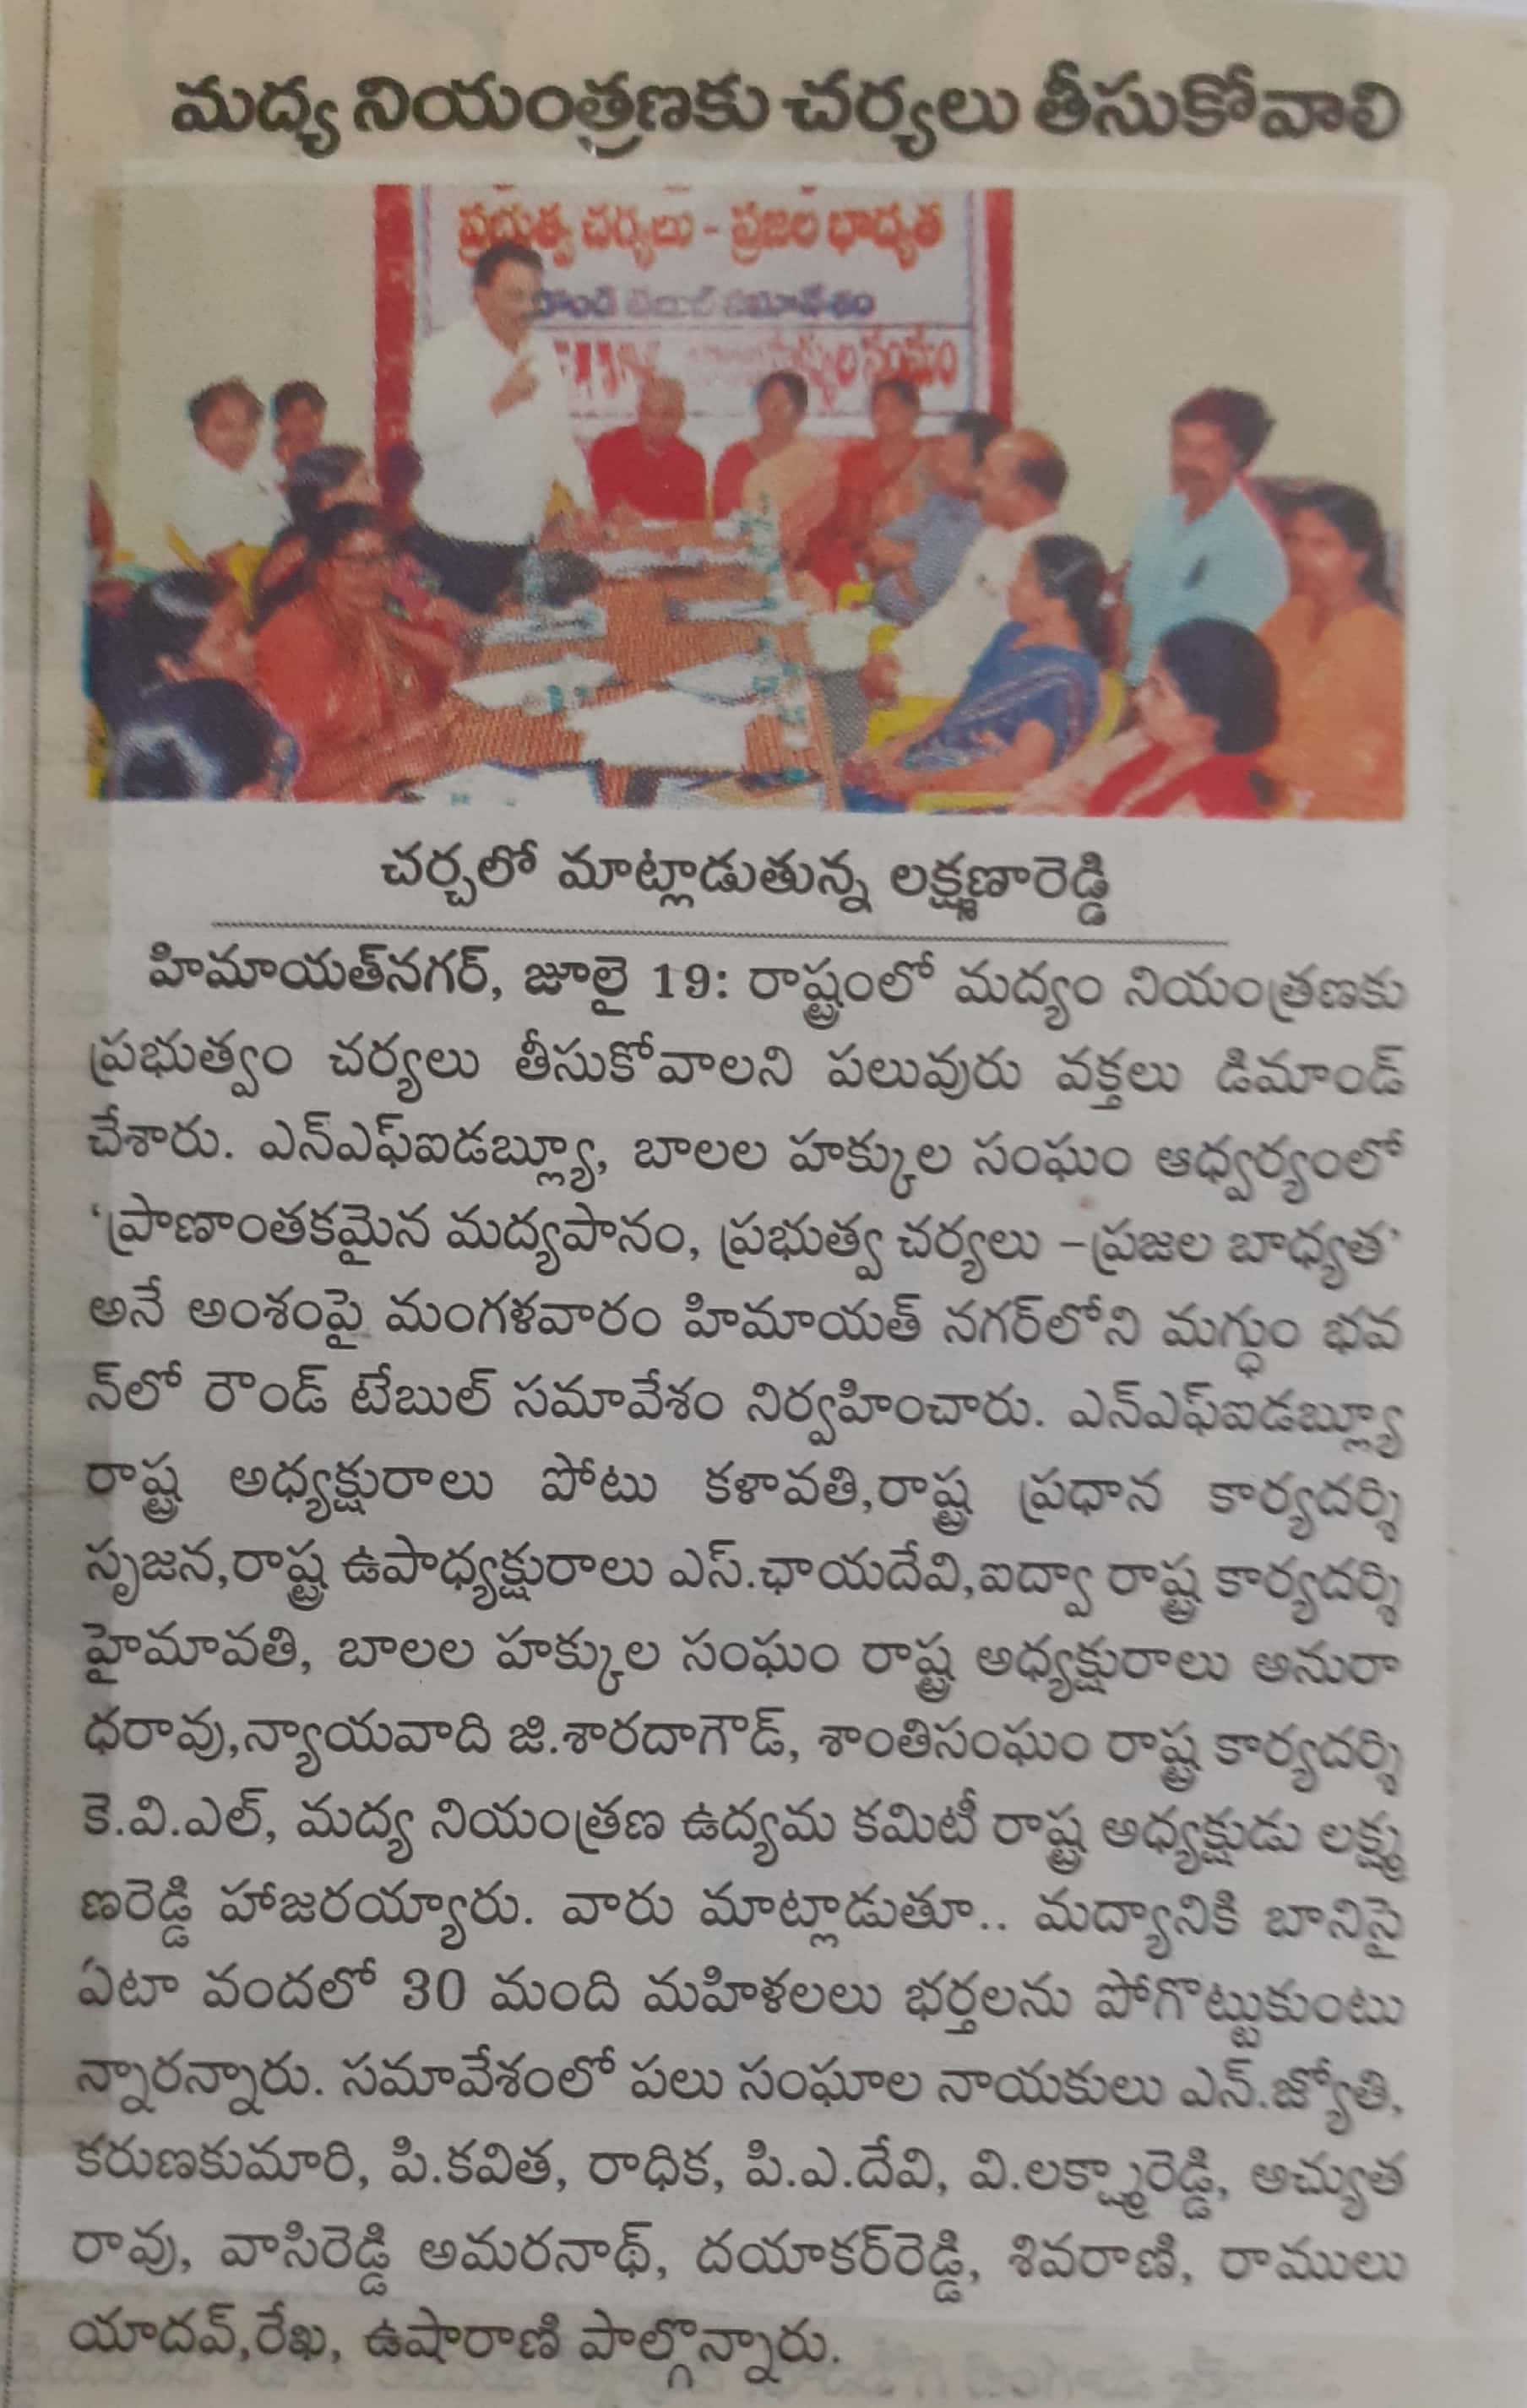 మద్య నియంత్రణకు చర్యలు తీసుకోవాలి
ప్రభుత్వ చర్యలు - ప్రజల బాధ్యత
సమావేశం
చర్చలో మాట్లాడుతున్న లక్ష్మణారెడ్డి
హిమాయత్‌నగర్, జూలై 19: రాష్ట్రంలో మద్యం నియంత్రణకు
ప్రభుత్వం చర్యలు తీసుకోవాలని పలువురు వక్తలు డిమాండ్
చేశారు. ఎన్ఎఫ్ఐడబ్ల్యూ, బాలల హక్కుల సంఘం ఆధ్వర్యంలో
‘ప్రాణాంతకమైన మద్యపానం, ప్రభుత్వ చర్యలు –ప్రజల బాధ్యత’
అనే అంశంపై మంగళవారం హిమాయత్ నగర్‌లోని మగ్ధుం భవ
న్‌లో రౌండ్ టేబుల్ సమావేశం నిర్వహించారు. ఎన్ఎఫ్ఐడబ్ల్యూ
రాష్ట్ర అధ్యక్షురాలు పోటు కళావతి,రాష్ట్ర ప్రధాన కార్యదర్శి
సృజన,రాష్ట్ర ఉపాధ్యక్షురాలు ఎస్.ఛాయదేవి,ఐద్వా రాష్ట్ర కార్యదర్శి
హైమావతి, బాలల హక్కుల సంఘం రాష్ట్ర అధ్యక్షురాలు అనురా
ధరావు,న్యాయవాది జి.శారదాగౌడ్, శాంతిసంఘం రాష్ట్ర కార్యదర్శి
కె.వి.ఎల్, మద్య నియంత్రణ ఉద్యమ కమిటీ రాష్ట్ర అధ్యక్షుడు లక్ష్మ
ణరెడ్డి హాజరయ్యారు. వారు మాట్లాడుతూ.. మద్యానికి బానిసై
ఏటా వందలో 30 మంది మహిళలలు భర్తలను పోగొట్టుకుంటు
న్నారన్నారు. సమావేశంలో పలు సంఘాల నాయకులు ఎన్.జ్యోతి,
కరుణకుమారి, పి.కవిత, రాధిక, పి.ఎ.దేవి, వి.లక్ష్మారెడ్డి, అచ్యుత
రావు, వాసిరెడ్డి అమరనాథ్, దయాకర్‌రెడ్డి, శివరాణి, రాములు
యాదవ్,రేఖ, ఉషారాణి పాల్గొన్నారు.